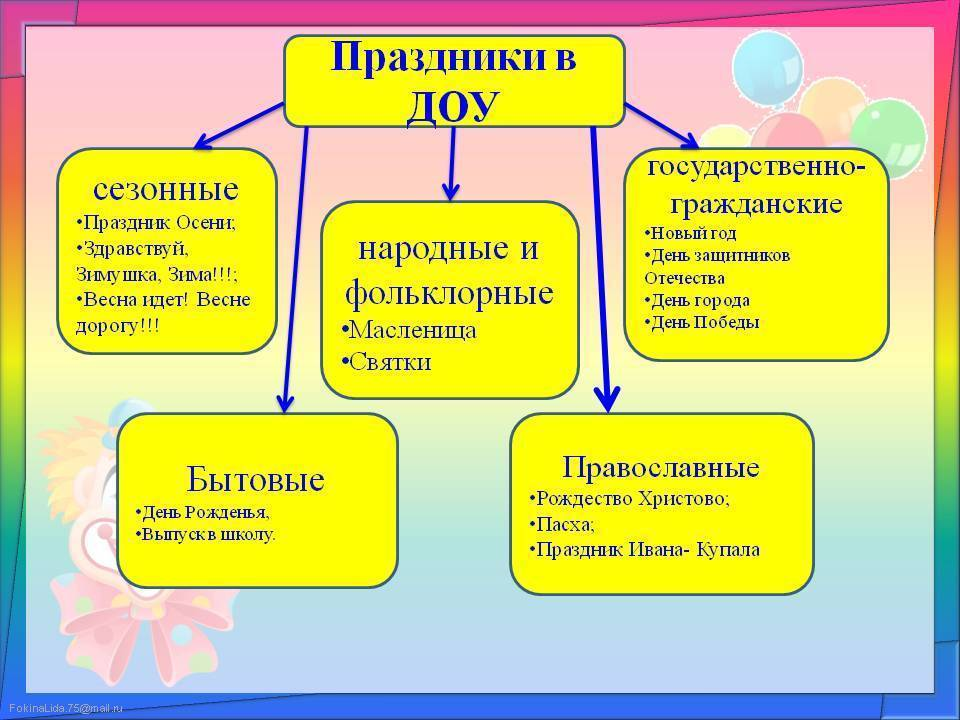 Праздники в
ДОУ
сезонные
•Праздник Осени;
•Здравствуй,
Зимушка, Зима!!!;
•Весна идет! Весне
дорогу!!!
народные и
фольклорные
•Масленица
•Святки
государственно-
гражданские
•Новый год
•День защитников
Отечества
•День города
•День Победы
Бытовые
•День Рожденья,
•Выпуск в школу.
Православные
•Рождество Христово;
•Пасха;
•Праздник Ивана- Купала
FokinaLida.75@mail.ru